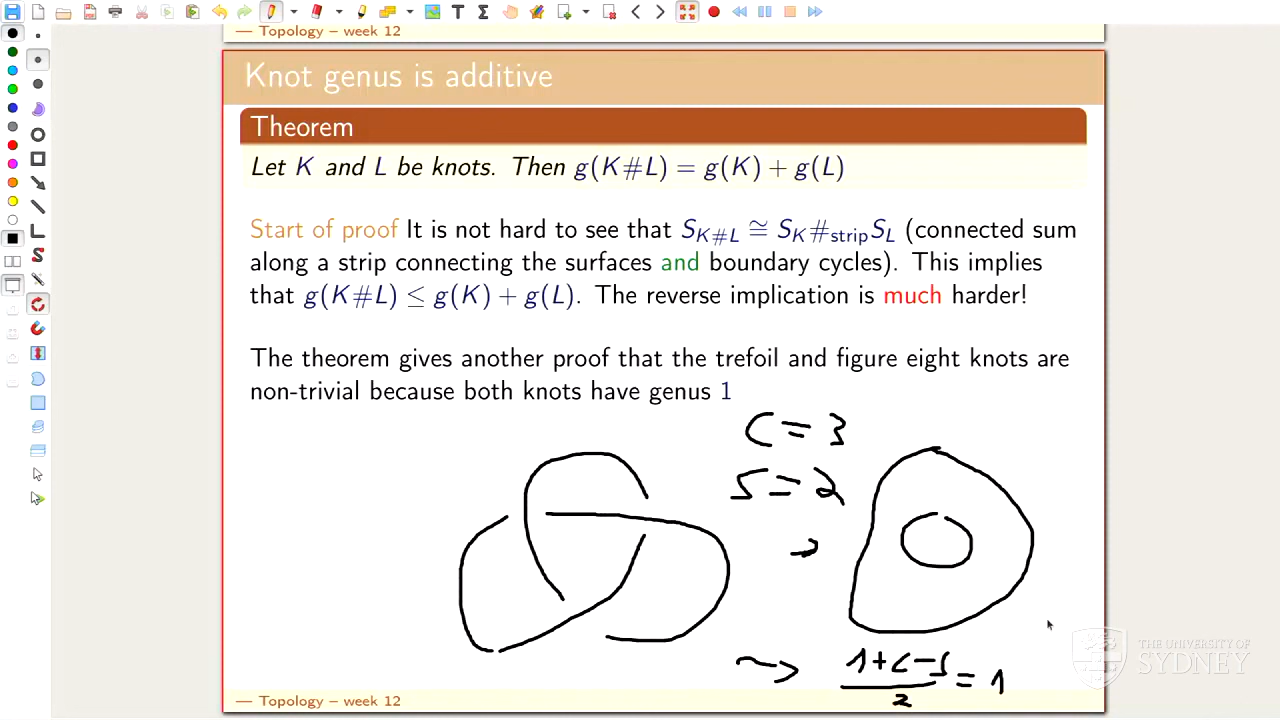 — Topology – week 12
Knot genus is additive
Theorem
Let K and L be knots. Then g(K#L) = g(K) + g(L)
Start of proof It is not hard to see that S_{K#L} ≅ S_K #_{strip} S_L (connected sum
along a strip connecting the surfaces and boundary cycles). This implies
that g(K#L) ≤ g(K) + g(L). The reverse implication is much harder!
The theorem gives another proof that the trefoil and figure eight knots are
non-trivial because both knots have genus 1
C = 3
S = 2
→
⇝ (1+C-S)/2 = 1
THE UNIVERSITY OF
SYDNEY
— Topology – week 12